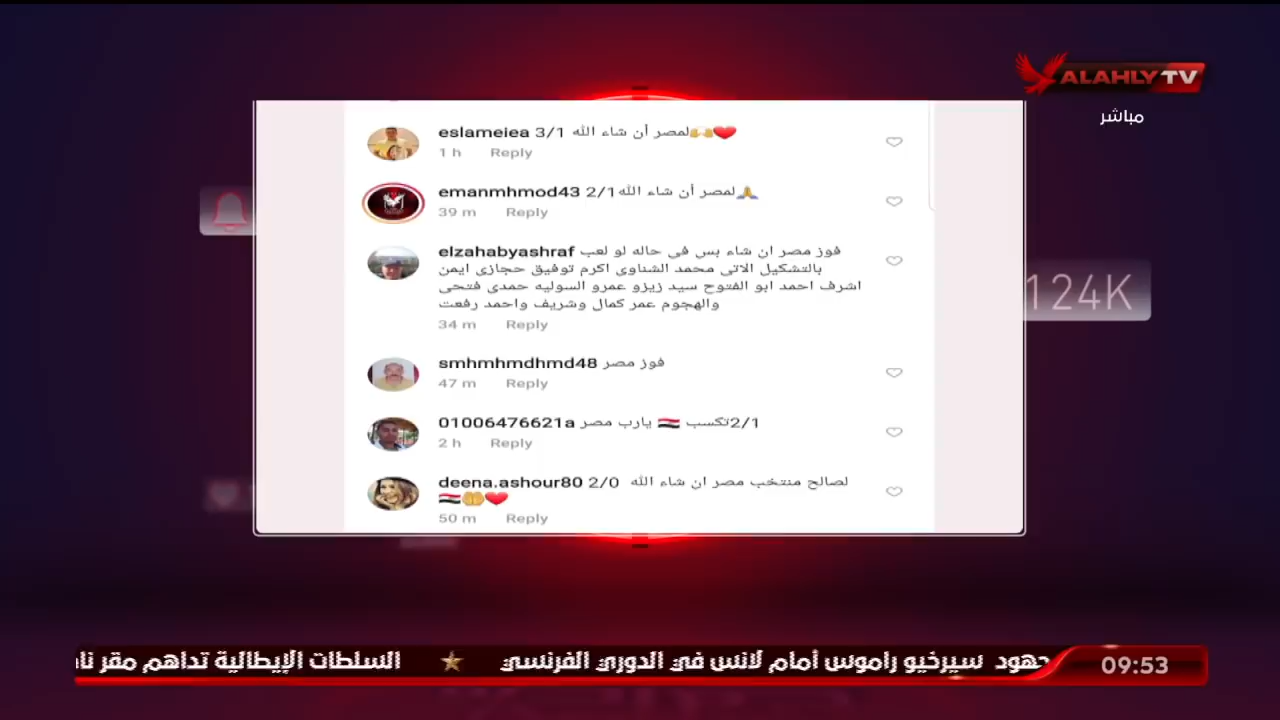 ALAHLY TV
مباشر
eslameiea 3/1 لمصر أن شاء الله🙌❤️
1 h Reply
emanmhmod43 2/1لمصر أن شاء الله🙏
39 m Reply
elzahabyashraf فوز مصر ان شاء بس في حاله لو لعب
بالتشكيل الاتى محمد الشناوى اكرم توفيق حجازى ايمن
اشرف احمد ابو الفتوح سيد زيزو عمرو السوليه حمدى فتحى
والهجوم عمر كمال وشريف واحمد رفعت
34 m Reply
124K
smhmhmdhmd48 فوز مصر
47 m Reply
01006476621a 2/1تكسب 🇪🇬 يارب مصر
2 h Reply
deena.ashour80 2/0 لصالح منتخب مصر ان شاء الله
🇪🇬🤲❤️
50 m Reply
جهود سيرخيو راموس أمام لانس في الدوري الفرنسي ★ السلطات الإيطالية تداهم مقر
09:53